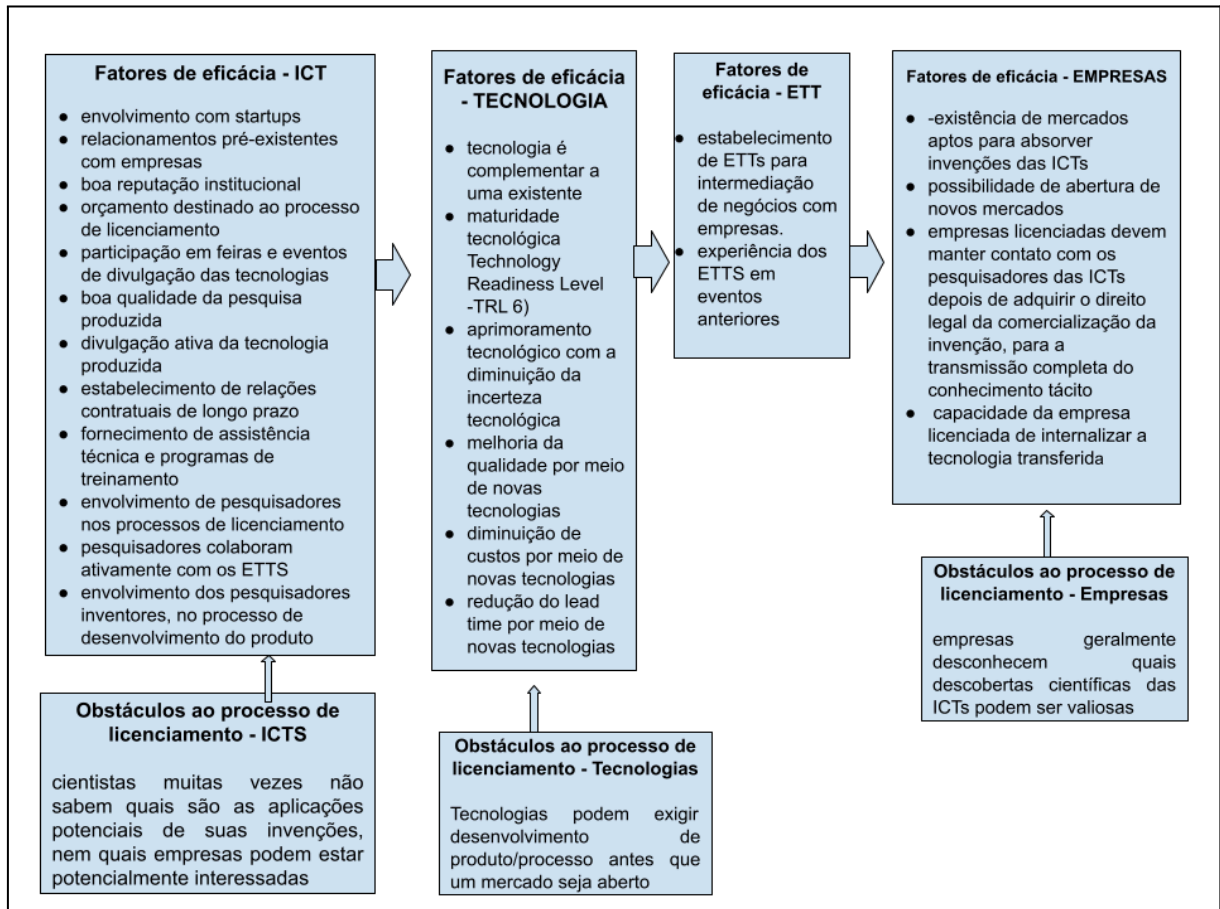 Fatores de eficácia - ICT
● envolvimento com startups
● relacionamentos pré-existentes
com empresas
● boa reputação institucional
● orçamento destinado ao processo
de licenciamento
● participação em feiras e eventos
de divulgação das tecnologias
● boa qualidade da pesquisa
produzida
● divulgação ativa da tecnologia
produzida
● estabelecimento de relações
contratuais de longo prazo
● fornecimento de assistência
técnica e programas de
treinamento
● envolvimento de pesquisadores
nos processos de licenciamento
● pesquisadores colaboram
ativamente com os ETTS
● envolvimento dos pesquisadores
inventores, no processo de
desenvolvimento do produto
Obstáculos ao processo de
licenciamento - ICTS
cientistas muitas vezes não
sabem quais são as aplicações
potenciais de suas invenções,
nem quais empresas podem estar
potencialmente interessadas
Fatores de eficácia
- TECNOLOGIA
● tecnologia é
complementar a
uma existente
● maturidade
tecnológica
Technology
Readiness Level
-TRL 6)
● aprimoramento
tecnológico com a
diminuição da
incerteza
tecnológica
● melhoria da
qualidade por meio
de novas
tecnologias
● diminuição de
custos por meio de
novas tecnologias
● redução do lead
time por meio de
novas tecnologias
Obstáculos ao processo de
licenciamento - Tecnologias
Tecnologias podem exigir
desenvolvimento de
produto/processo antes que
um mercado seja aberto
Fatores de
eficácia - ETT
● estabelecimento
de ETTs para
intermediação
de negócios com
empresas.
● experiência dos
ETTS em
eventos
anteriores
Fatores de eficácia - EMPRESAS
● -existência de mercados
aptos para absorver
invenções das ICTs
● possibilidade de abertura de
novos mercados
● empresas licenciadas devem
manter contato com os
pesquisadores das ICTs
depois de adquirir o direito
legal da comercialização da
invenção, para a
transmissão completa do
conhecimento tácito
● capacidade da empresa
licenciada de internalizar a
tecnologia transferida
Obstáculos ao processo de
licenciamento - Empresas
empresas geralmente
desconhecem quais
descobertas científicas das
ICTs podem ser valiosas